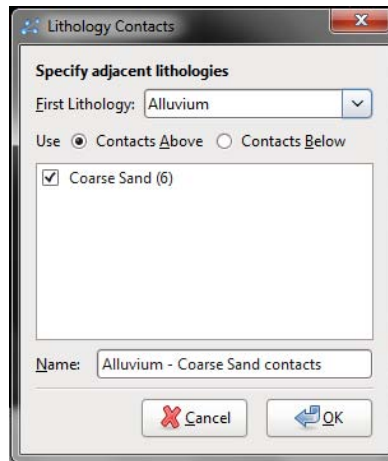 Lithology Contacts
Specify adjacent lithologies
First Lithology: Alluvium
Use Contacts Above Contacts Below
Coarse Sand (6)
Name: Alluvium - Coarse Sand contacts
Cancel OK